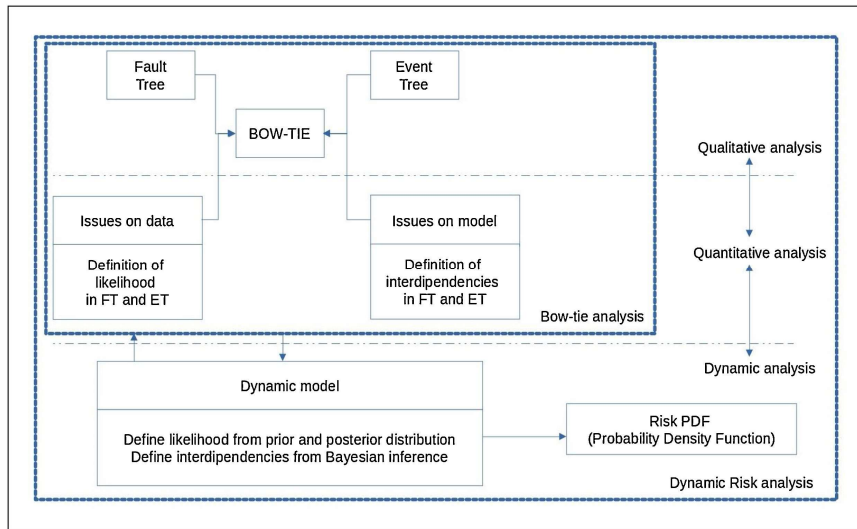 Fault
Tree
Event
Tree
BOW-TIE
Qualitative analysis
Issues on data
Issues on model
Definition of
likelihood
in FT and ET
Definition of
interdipendencies
in FT and ET
Quantitative analysis
Bow-tie analysis
Dynamic analysis
Dynamic model
Define likelihood from prior and posterior distribution
Define interdipendencies from Bayesian inference
Risk PDF
(Probability Density Function)
Dynamic Risk analysis